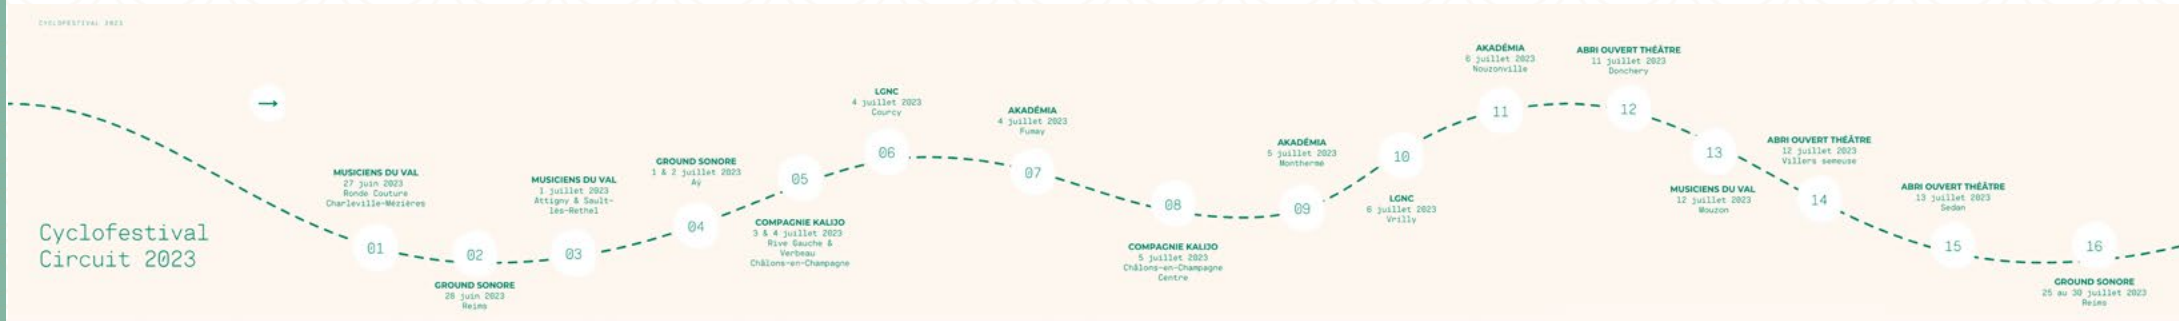 CYCLOFESTIVAL 2023
→
Cyclofestival
Circuit 2023
01
MUSICIENS DU VAL
27 juin 2023
Ronde Couture
Charleville-Mézières
02
GROUND SONORE
28 juin 2023
Reims
03
MUSICIENS DU VAL
1 juillet 2023
Attigny & Sault-
lès-Rethel
04
GROUND SONORE
1 & 2 juillet 2023
Aÿ
05
COMPAGNIE KALIJO
3 & 4 juillet 2023
Rive Gauche &
Verbeau
Châlons-en-Champagne
06
LGNC
4 juillet 2023
Courcy
07
AKADÉMIA
4 juillet 2023
Fumay
08
COMPAGNIE KALIJO
5 juillet 2023
Châlons-en-Champagne
Centre
09
AKADÉMIA
5 juillet 2023
Monthermé
10
LGNC
6 juillet 2023
Vrilly
11
AKADÉMIA
6 juillet 2023
Nouzonville
12
ABRI OUVERT THÉÂTRE
11 juillet 2023
Donchery
13
MUSICIENS DU VAL
12 juillet 2023
Mouzon
14
ABRI OUVERT THÉÂTRE
12 juillet 2023
Villers semeuse
15
ABRI OUVERT THÉÂTRE
13 juillet 2023
Sedan
16
GROUND SONORE
25 au 30 juillet 2023
Reims